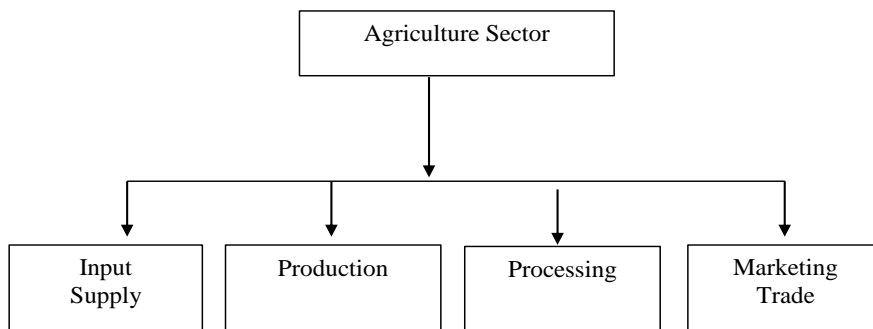 Agriculture Sector
Input
Supply
Production
Processing
Marketing
Trade